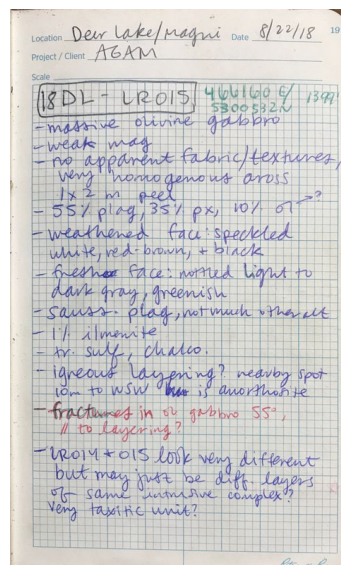 19
Location Deer Lake/Magni Date 8/22/18
Project / Client AGAM
Scale
18DL - LR015 466160 E/ 1399'
5300532N
- massive olivine gabbro
- weak mag
- no apparent fabric/textures,
very homogenous aross
1x2 m peel
- 55% plag, 35% px, 10% ol → ?
- weathered face: speckled
white, red-brown, + black
- fresh face: mottled light to
dark gray, greenish
- sauss. plag, not much other alt
- 1% ilmenite
- tr. sulf, chalco.
- igneous layering? nearby spot
10m to WSW is anorthosite
- fractures in ol gabbro 55°,
// to layering?
- LR014 + 015 look very different
but may just be diff. layers
of same intrusive complex?
Very taxitic unit?